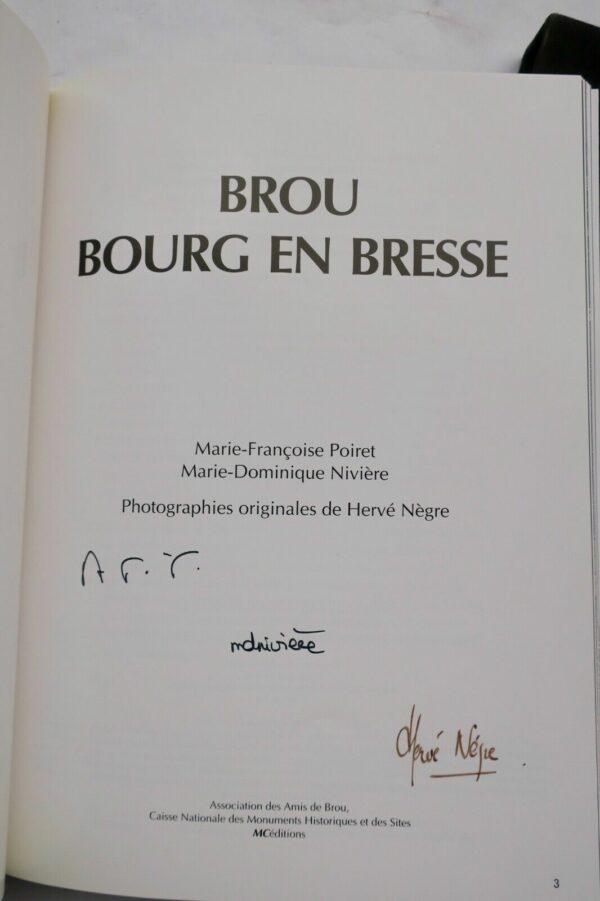 BROU
BOURG EN BRESSE
Marie-Françoise Poiret
Marie-Dominique Nivière
Photographies originales de Hervé Nègre
mdnivière
Hervé Nègre
Association des Amis de Brou,
Caisse Nationale des Monuments Historiques et des Sites
MCéditions
3